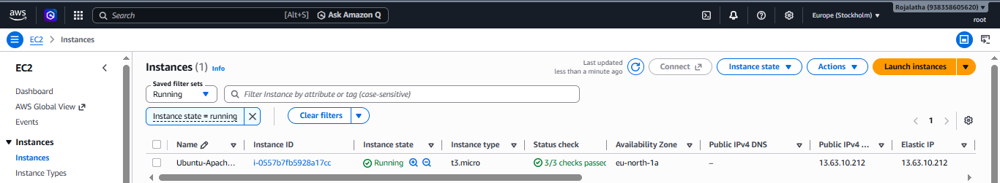 aws Search [Alt+S] Ask Amazon Q Europe (Stockholm) Rojalatha (938358605620)
root
EC2 Instances
EC2
Dashboard
AWS Global View
Events
Instances
Instances
Instance Types
Instances (1) Info Last updated less than a minute ago Connect Instance state Actions Launch instances
Saved filter sets
Running Filter Instance by attribute or tag (case-sensitive)
Instance state = running Clear filters 1
Name Instance ID Instance state Instance type Status check Availability Zone Public IPv4 DNS Public IPv4 ... Elastic IP
Ubuntu-Apach... i-0557b7fb5928a17cc Running t3.micro 3/3 checks passed eu-north-1a – 13.63.10.212 13.63.10.212